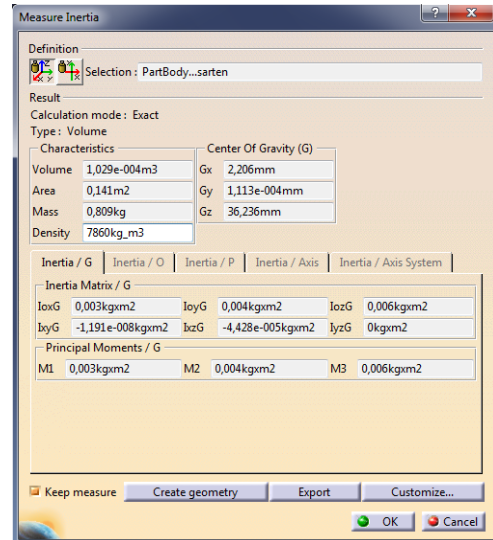 Measure Inertia
Definition
Selection : PartBody...sarten
Result
Calculation mode : Exact
Type : Volume
Characteristics Center Of Gravity (G)
Volume 1,029e-004m3 Gx 2,206mm
Area 0,141m2 Gy 1,113e-004mm
Mass 0,809kg Gz 36,236mm
Density 7860kg_m3
Inertia / G Inertia / O Inertia / P Inertia / Axis Inertia / Axis System
Inertia Matrix / G
IoxG 0,003kgxm2 IoyG 0,004kgxm2 IozG 0,006kgxm2
IxyG -1,191e-008kgxm2 IxzG -4,428e-005kgxm2 IyzG 0kgxm2
Principal Moments / G
M1 0,003kgxm2 M2 0,004kgxm2 M3 0,006kgxm2
Keep measure Create geometry Export Customize...
OK Cancel